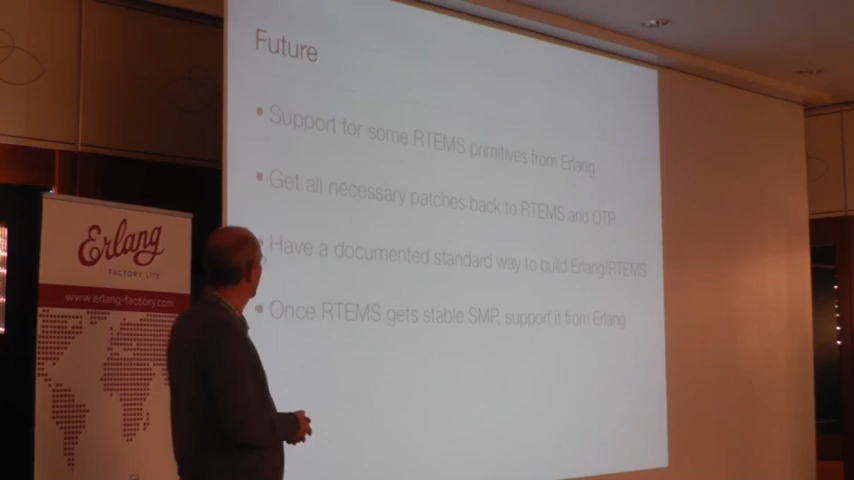 Future
• Support for some RTEMS primitives from Erlang
• Get all necessary patches back to RTEMS and OTP
• Have a documented standard way to build Erlang/RTEMS
• Once RTEMS gets stable SMP, support it from Erlang
Erlang
FACTORY LITE
www.erlang-factory.com